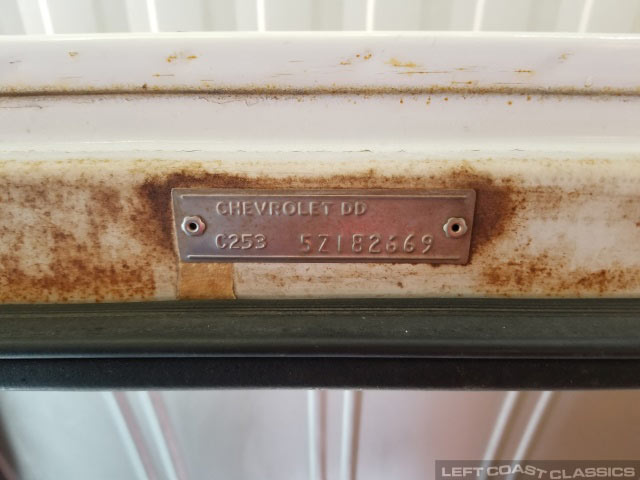 CHEVROLET DD
C253 5Z182669
LEFT COAST CLASSICS